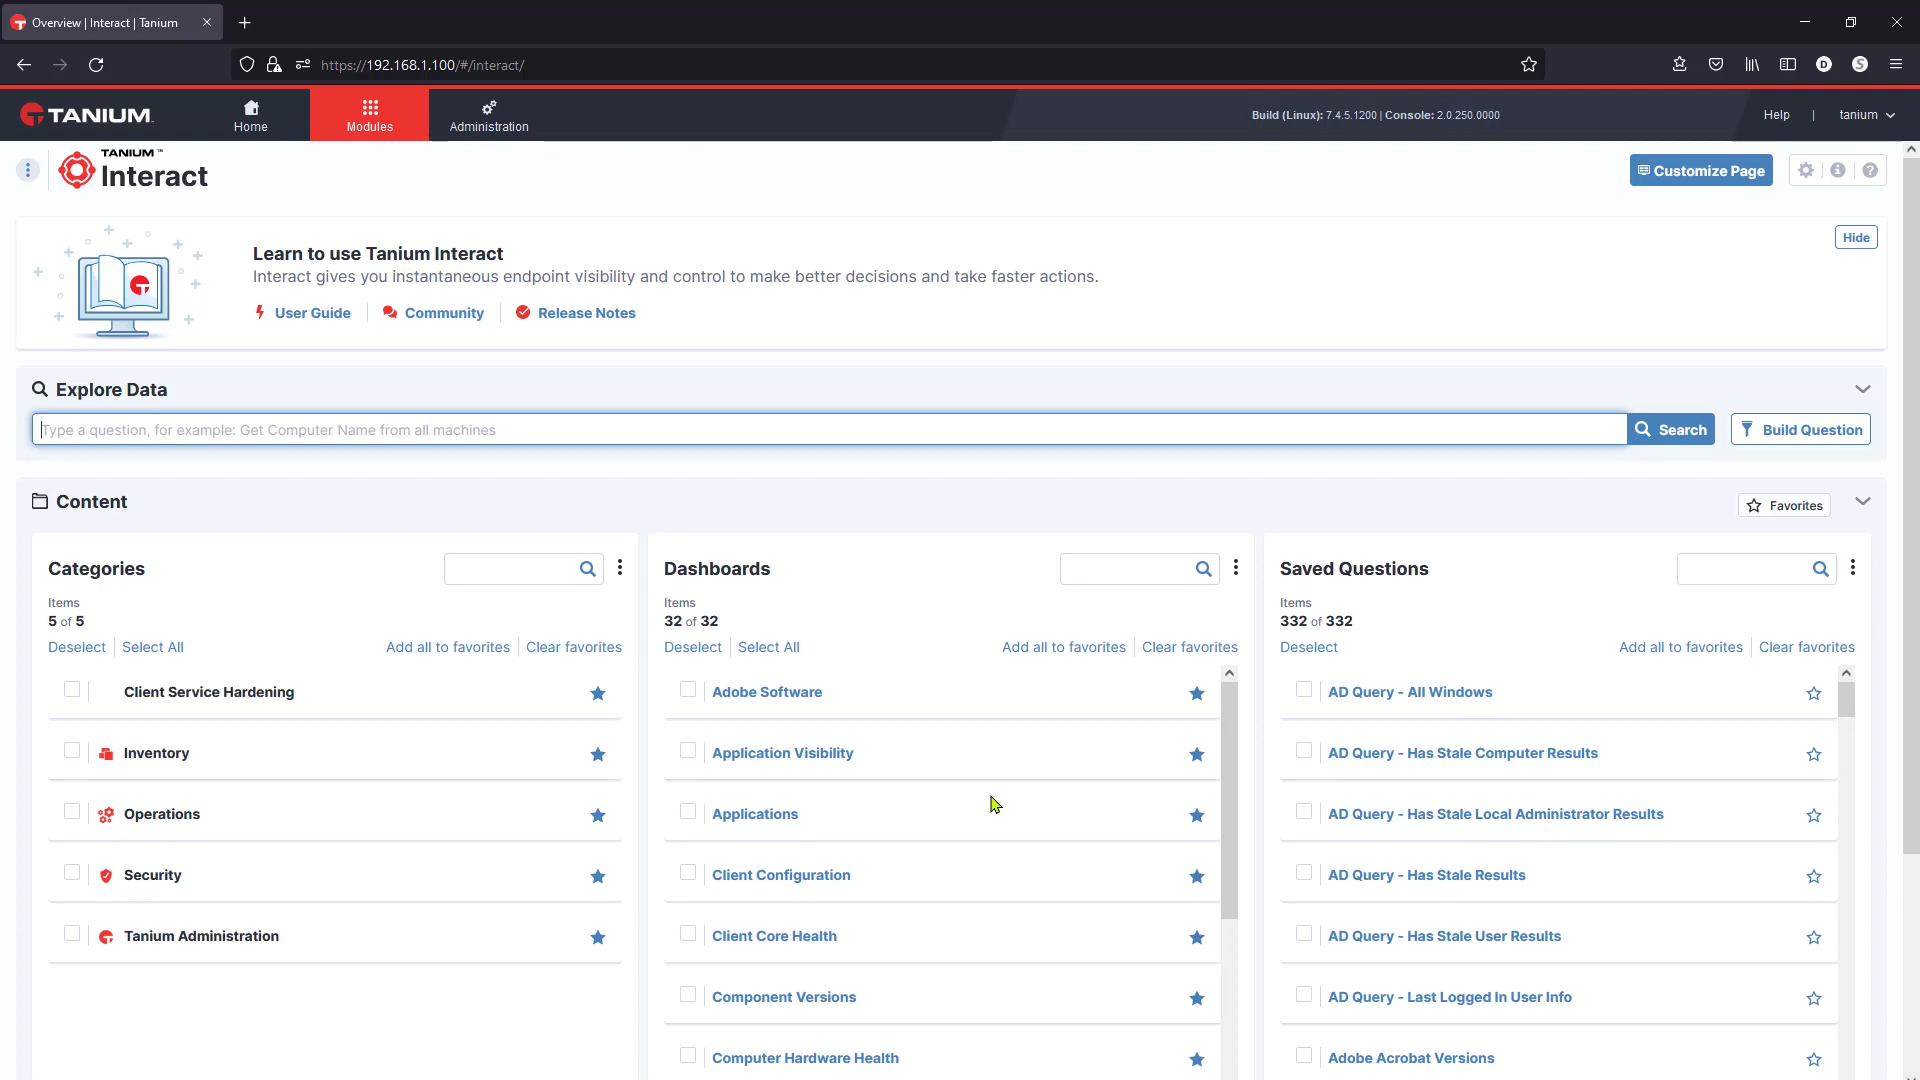 Overview | Interact | Tanium
https://192.168.1.100/#/interact/
D
S
TANIUM
Home
Modules
Administration
Build (Linux): 7.4.5.1200 | Console: 2.0.250.0000
Help | tanium
TANIUM™
Interact
Customize Page
Learn to use Tanium Interact
Hide
Interact gives you instantaneous endpoint visibility and control to make better decisions and take faster actions.
User Guide
Community
Release Notes
Explore Data
Type a question, for example: Get Computer Name from all machines
Search
Build Question
Content
Favorites
Categories
Items
5 of 5
Deselect
Select All
Add all to favorites
Clear favorites
Client Service Hardening
Inventory
Operations
Security
Tanium Administration
Dashboards
Items
32 of 32
Deselect
Select All
Add all to favorites
Clear favorites
Adobe Software
Application Visibility
Applications
Client Configuration
Client Core Health
Component Versions
Computer Hardware Health
Saved Questions
Items
332 of 332
Deselect
Add all to favorites
Clear favorites
AD Query - All Windows
AD Query - Has Stale Computer Results
AD Query - Has Stale Local Administrator Results
AD Query - Has Stale Results
AD Query - Has Stale User Results
AD Query - Last Logged In User Info
Adobe Acrobat Versions